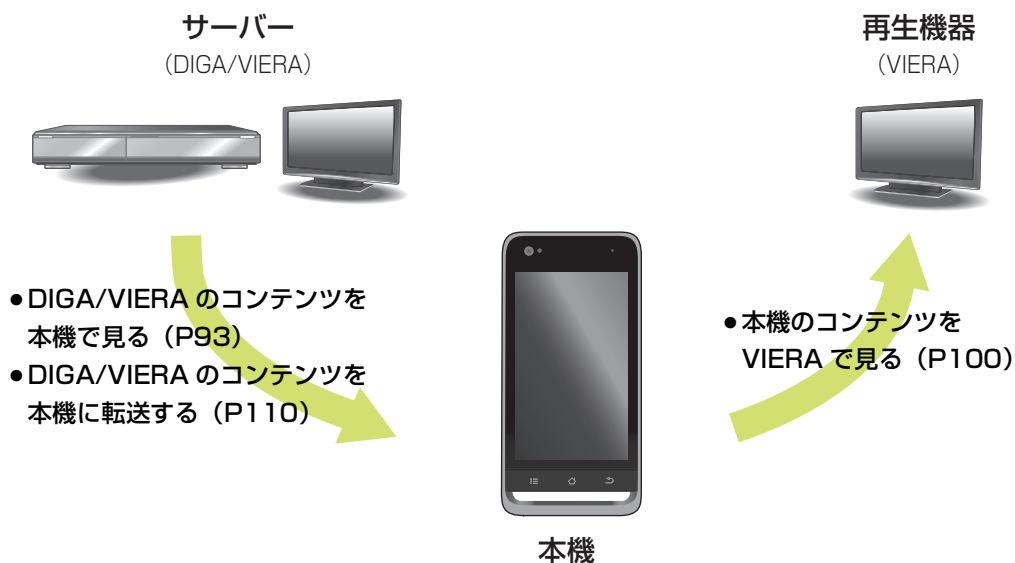 サーバー
（DIGA/VIERA）
再生機器
（VIERA）
●DIGA/VIERA のコンテンツを
本機で見る（P93）
●DIGA/VIERA のコンテンツを
本機に転送する（P110）
●本機のコンテンツを
VIERA で見る（P100）
本機